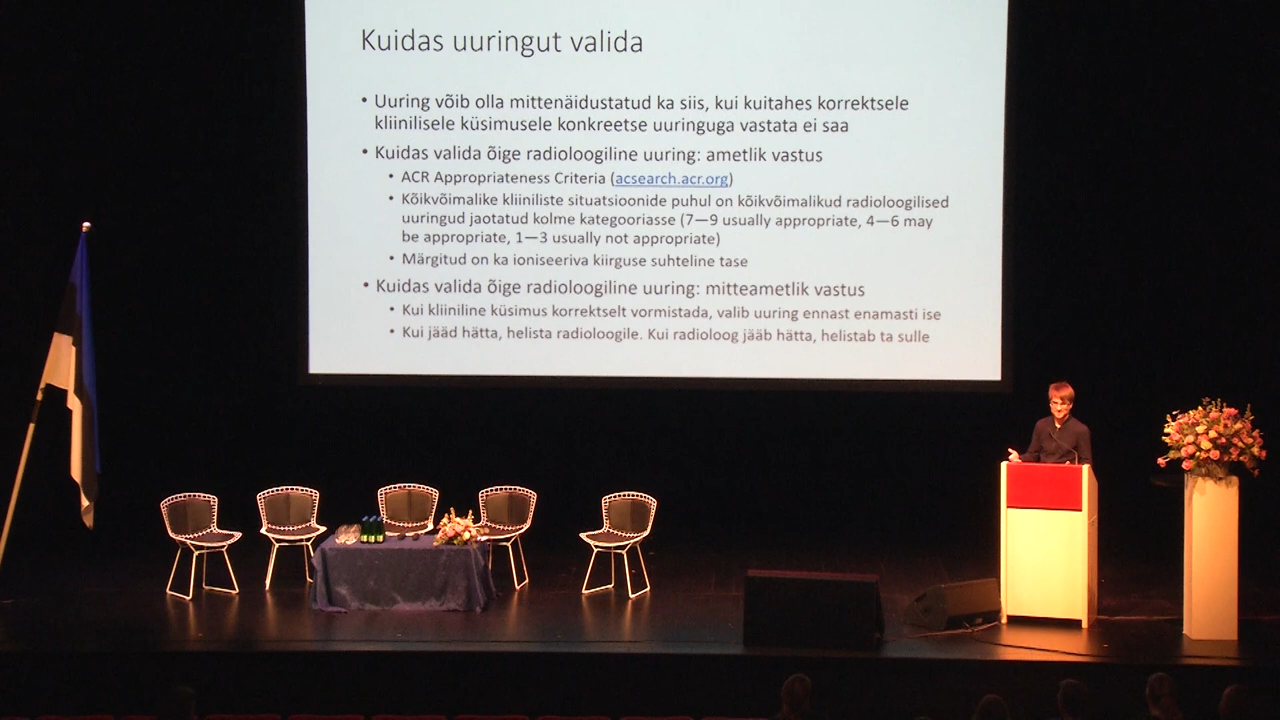 Kuidas uuringut valida
• Uuring võib olla mittenäidustatud ka siis, kui kuitahes korrektsele
kliinilisele küsimusele konkreetse uuringuga vastata ei saa
• Kuidas valida õige radioloogiline uuring: ametlik vastus
• ACR Appropriateness Criteria (acsearch.acr.org)
• Kõikvõimalike kliiniliste situatsioonide puhul on kõikvõimalikud radioloogilised
uuringud jaotatud kolme kategooriasse (7—9 usually appropriate, 4—6 may
be appropriate, 1—3 usually not appropriate)
• Märgitud on ka ioniseeriva kiirguse suhteline tase
• Kuidas valida õige radioloogiline uuring: mitteametlik vastus
• Kui kliiniline küsimus korrektselt vormistada, valib uuring ennast enamasti ise
• Kui jääd hätta, helista radioloogile. Kui radioloog jääb hätta, helistab ta sulle